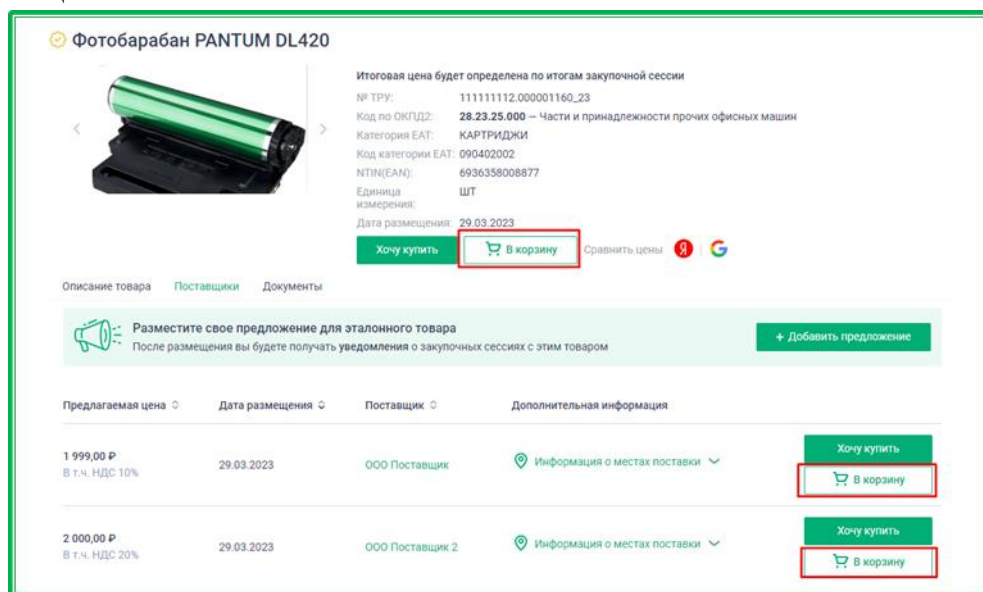 Фотобарабан PANTUM DL420
Итоговая цена будет определена по итогам закупочной сессии
№ ТРУ: 111111112.000001160_23
Код по ОКПД2: 28.23.25.000 — Части и принадлежности прочих офисных машин
Категория ЕАТ: КАРТРИДЖИ
Код категории ЕАТ: 090402002
NTIN(EAN): 6936358008877
Единица измерения: ШТ
Дата размещения: 29.03.2023
Хочу купить В корзину Сравнить цены Я G
Описание товара Поставщики Документы
Разместите свое предложение для эталонного товара
После размещения вы будете получать уведомления о закупочных сессиях с этим товаром
+ Добавить предложение
Предлагаемая цена Дата размещения Поставщик Дополнительная информация
1 999,00 ₽
В т.ч. НДС 10%
29.03.2023
ООО Поставщик
Информация о местах поставки
Хочу купить
В корзину
2 000,00 ₽
В т.ч. НДС 20%
29.03.2023
ООО Поставщик 2
Информация о местах поставки
Хочу купить
В корзину